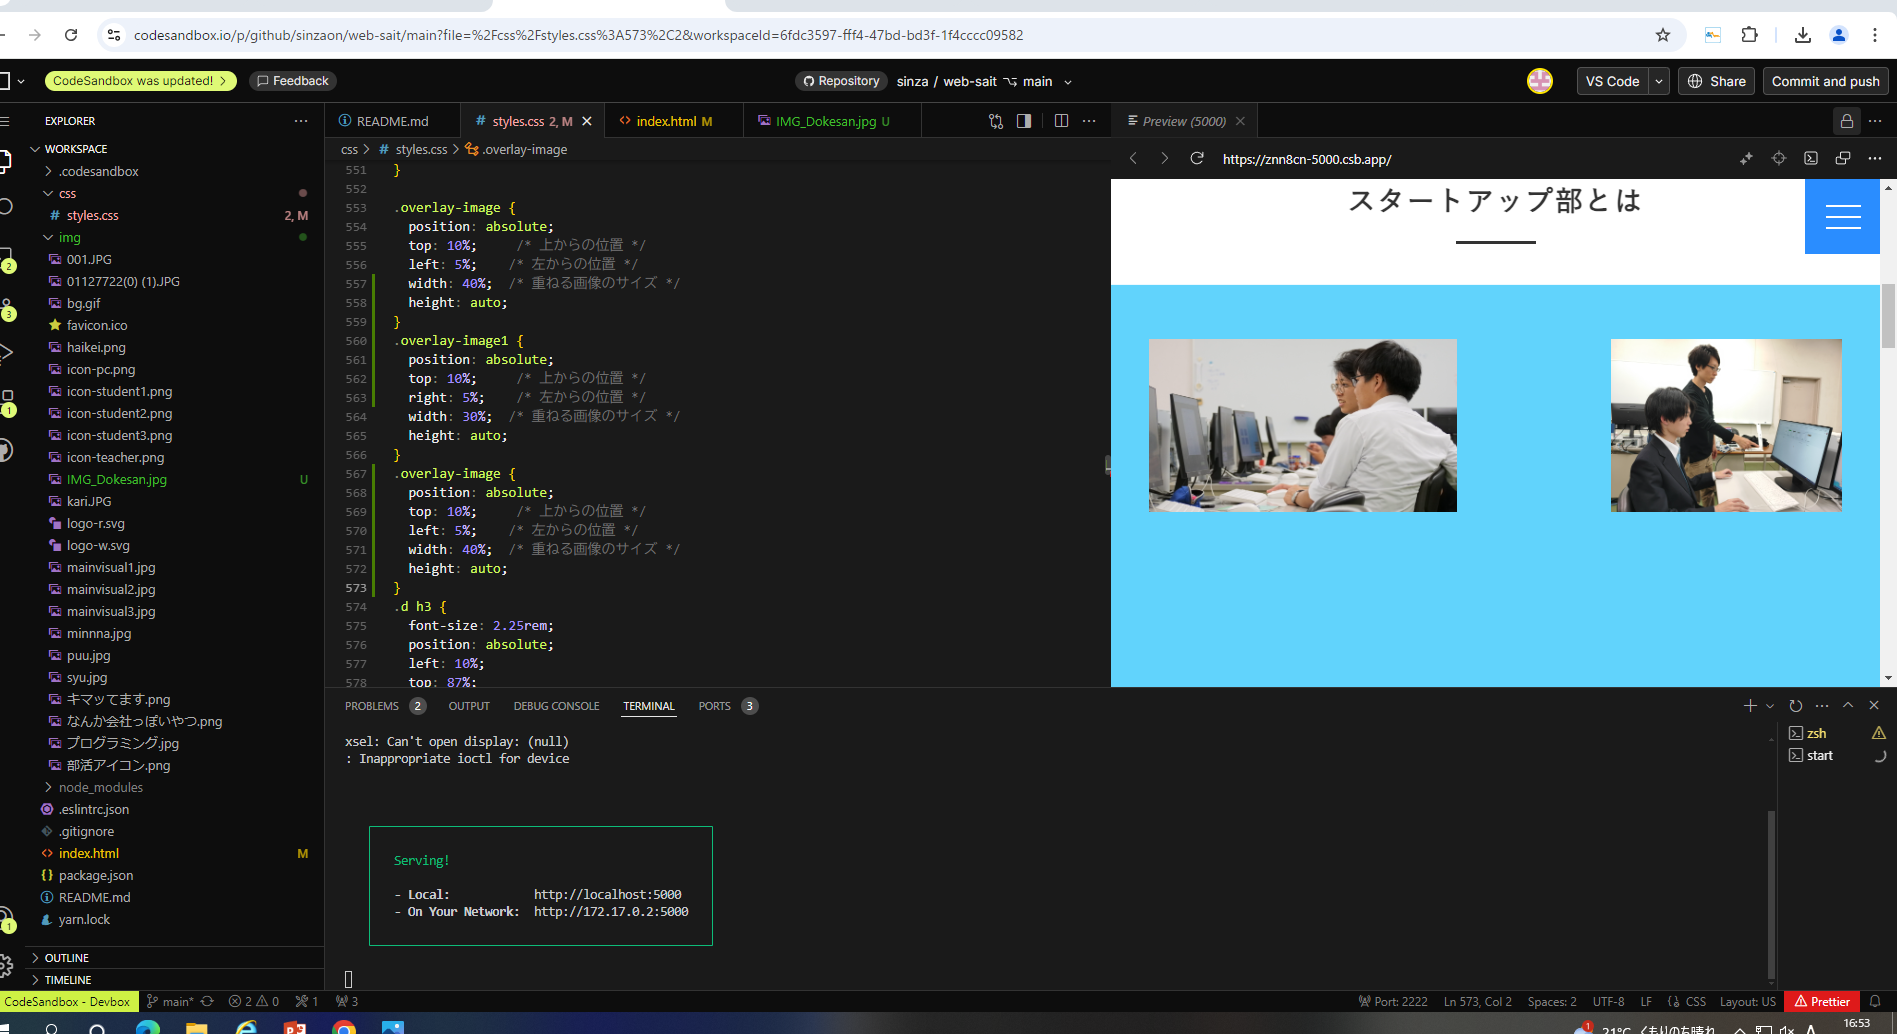 codesandbox.io/p/github/sinzaon/web-sait/main?file=%2Fcss%2Fstyles.css%3A573%2C2&workspaceId=6fdc3597-fff4-47bd-bd3f-1f4cccc09582
CodeSandbox was updated! >
Feedback
Repository
sinza / web-sait
main
VS Code
Share
Commit and push
EXPLORER
README.md
# styles.css 2, M
<> index.html M
IMG_Dokesan.jpg U
Preview (5000)
WORKSPACE
css > # styles.css > .overlay-image
https://znn8cn-5000.csb.app/
.codesandbox
css
# styles.css 2, M
img
001.JPG
01127722(0) (1).JPG
bg.gif
favicon.ico
haikei.png
icon-pc.png
icon-student1.png
icon-student2.png
icon-student3.png
icon-teacher.png
IMG_Dokesan.jpg U
kari.JPG
logo-r.svg
logo-w.svg
mainvisual1.jpg
mainvisual2.jpg
mainvisual3.jpg
minnna.jpg
puu.jpg
syu.jpg
キマッてます.png
なんか会社っぽいやつ.png
プログラミング.jpg
部活アイコン.png
node_modules
.eslintrc.json
.gitignore
<> index.html M
{} package.json
README.md
yarn.lock
OUTLINE
TIMELINE
2
3
1
1
551 }
552
553 .overlay-image {
554 position: absolute;
555 top: 10%; /* 上からの位置 */
556 left: 5%; /* 左からの位置 */
557 width: 40%; /* 重ねる画像のサイズ */
558 height: auto;
559 }
560 .overlay-image1 {
561 position: absolute;
562 top: 10%; /* 上からの位置 */
563 right: 5%; /* 左からの位置 */
564 width: 30%; /* 重ねる画像のサイズ */
565 height: auto;
566 }
567 .overlay-image {
568 position: absolute;
569 top: 10%; /* 上からの位置 */
570 left: 5%; /* 左からの位置 */
571 width: 40%; /* 重ねる画像のサイズ */
572 height: auto;
573 }
574 .d h3 {
575 font-size: 2.25rem;
576 position: absolute;
577 left: 10%;
578 top: 87%;
スタートアップ部とは
PROBLEMS 2
OUTPUT
DEBUG CONSOLE
TERMINAL
PORTS 3
xsel: Can't open display: (null)
: Inappropriate ioctl for device
Serving!
- Local: http://localhost:5000
- On Your Network: http://172.17.0.2:5000
zsh
start
CodeSandbox - Devbox
main*
2 0
1
3
Port: 2222
Ln 573, Col 2
Spaces: 2
UTF-8
LF
CSS
Layout: US
Prettier
1
21°C くもりのち晴れ
A
16:53